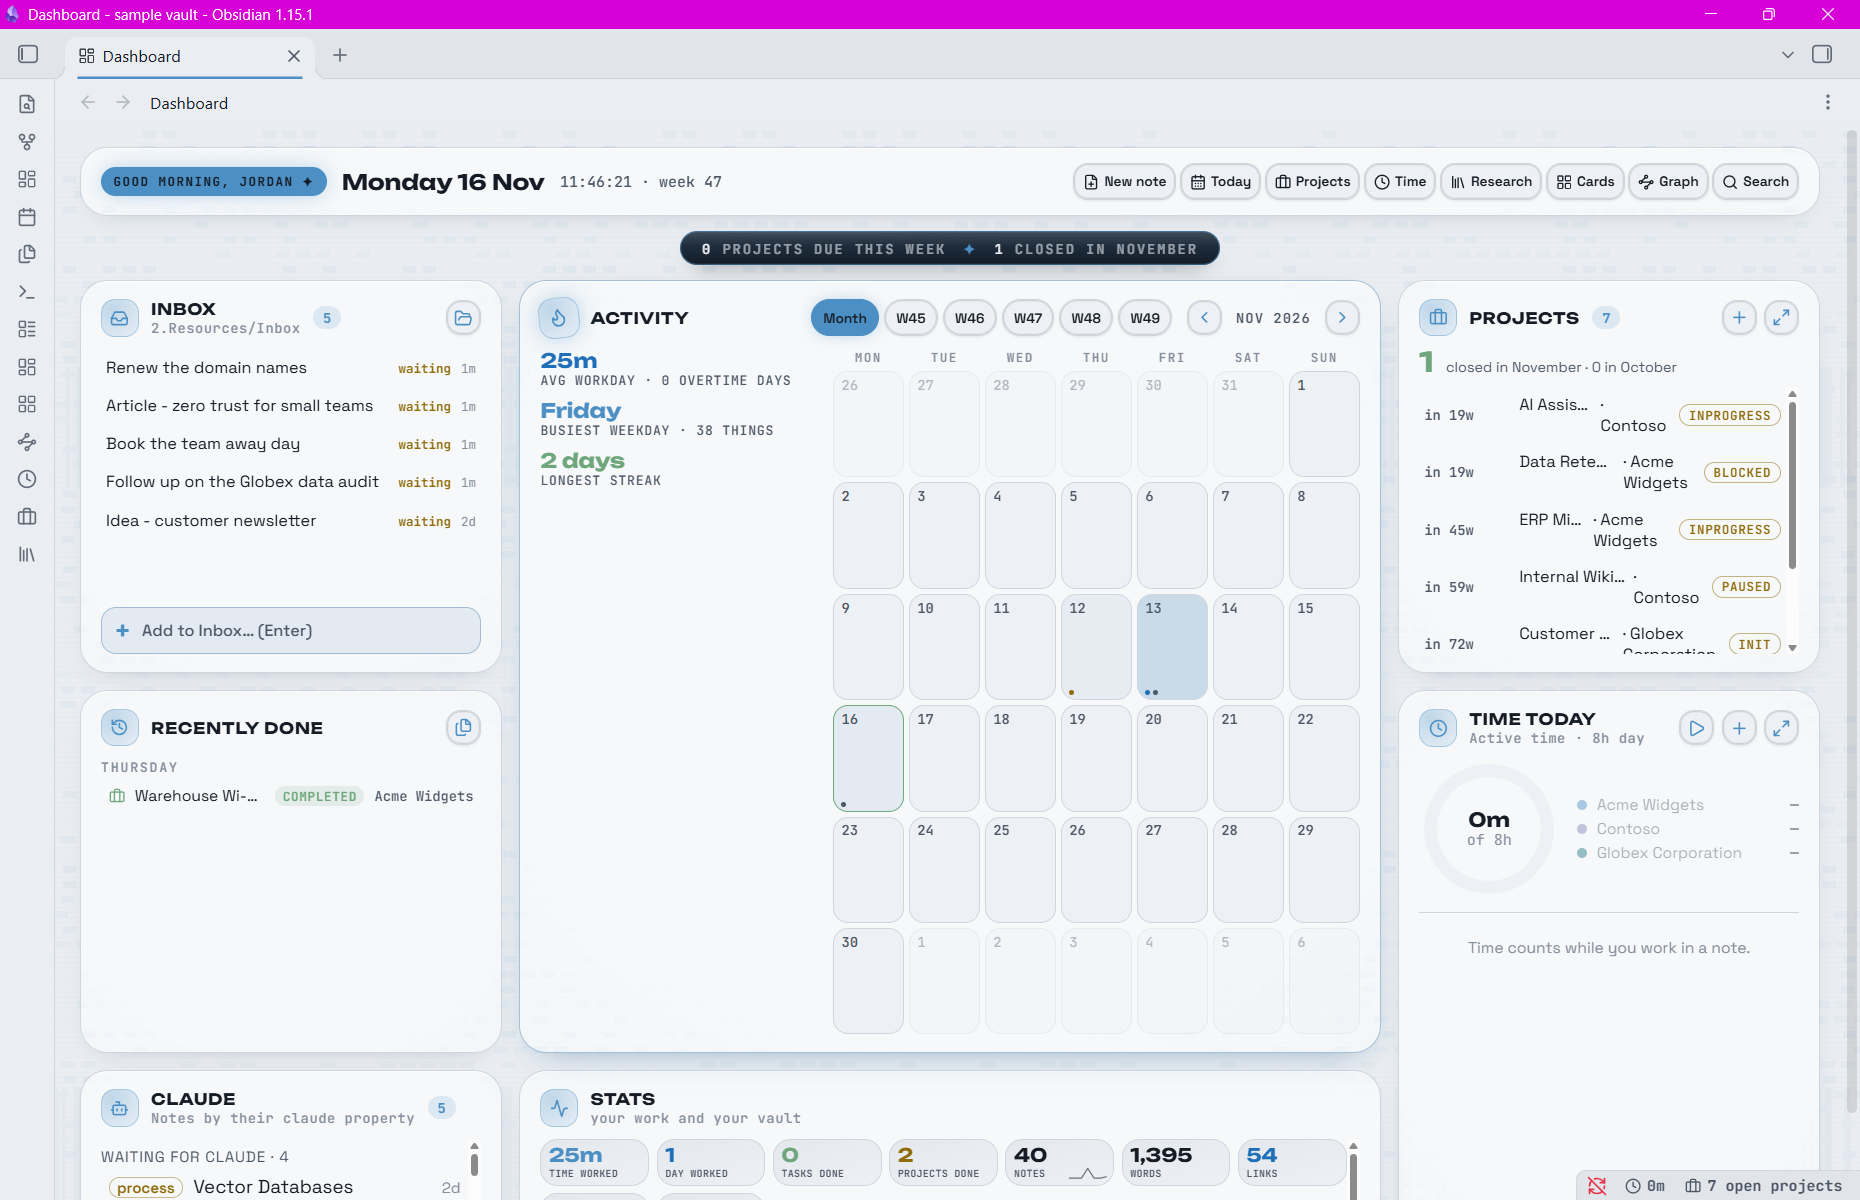 Dashboard - sample vault - Obsidian 1.15.1
Dashboard
Dashboard
GOOD MORNING, JORDAN ✦
Monday 16 Nov
11:46:21 · week 47
New note
Today
Projects
Time
Research
Cards
Graph
Search
0 PROJECTS DUE THIS WEEK ✦ 1 CLOSED IN NOVEMBER
INBOX
2.Resources/Inbox
5
Renew the domain names waiting 1m
Article - zero trust for small teams waiting 1m
Book the team away day waiting 1m
Follow up on the Globex data audit waiting 1m
Idea - customer newsletter waiting 2d
Add to Inbox... (Enter)
RECENTLY DONE
THURSDAY
Warehouse Wi-... COMPLETED Acme Widgets
CLAUDE
Notes by their claude property
5
WAITING FOR CLAUDE · 4
process Vector Databases 2d
ACTIVITY
Month W45 W46 W47 W48 W49 NOV 2026
25m
AVG WORKDAY · 0 OVERTIME DAYS
Friday
BUSIEST WEEKDAY · 38 THINGS
2 days
LONGEST STREAK
MON TUE WED THU FRI SAT SUN
26 27 28 29 30 31 1
2 3 4 5 6 7 8
9 10 11 12 13 14 15
16 17 18 19 20 21 22
23 24 25 26 27 28 29
30 1 2 3 4 5 6
STATS
your work and your vault
25m TIME WORKED
1 DAY WORKED
0 TASKS DONE
2 PROJECTS DONE
40 NOTES
1,395 WORDS
54 LINKS
PROJECTS 7
1 closed in November · 0 in October
in 19w AI Assis... · Contoso INPROGRESS
in 19w Data Rete... · Acme Widgets BLOCKED
in 45w ERP Mi... · Acme Widgets INPROGRESS
in 59w Internal Wiki... · Contoso PAUSED
in 72w Customer ... · Globex Corporation INIT
TIME TODAY
Active time · 8h day
0m
of 8h
Acme Widgets –
Contoso –
Globex Corporation –
Time counts while you work in a note.
0m 7 open projects